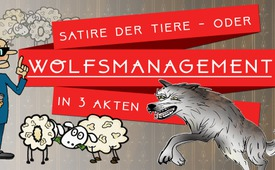 SATIRE DER TIERE – ODER
WOLFSMANAGEMENT
IN 3 AKTEN